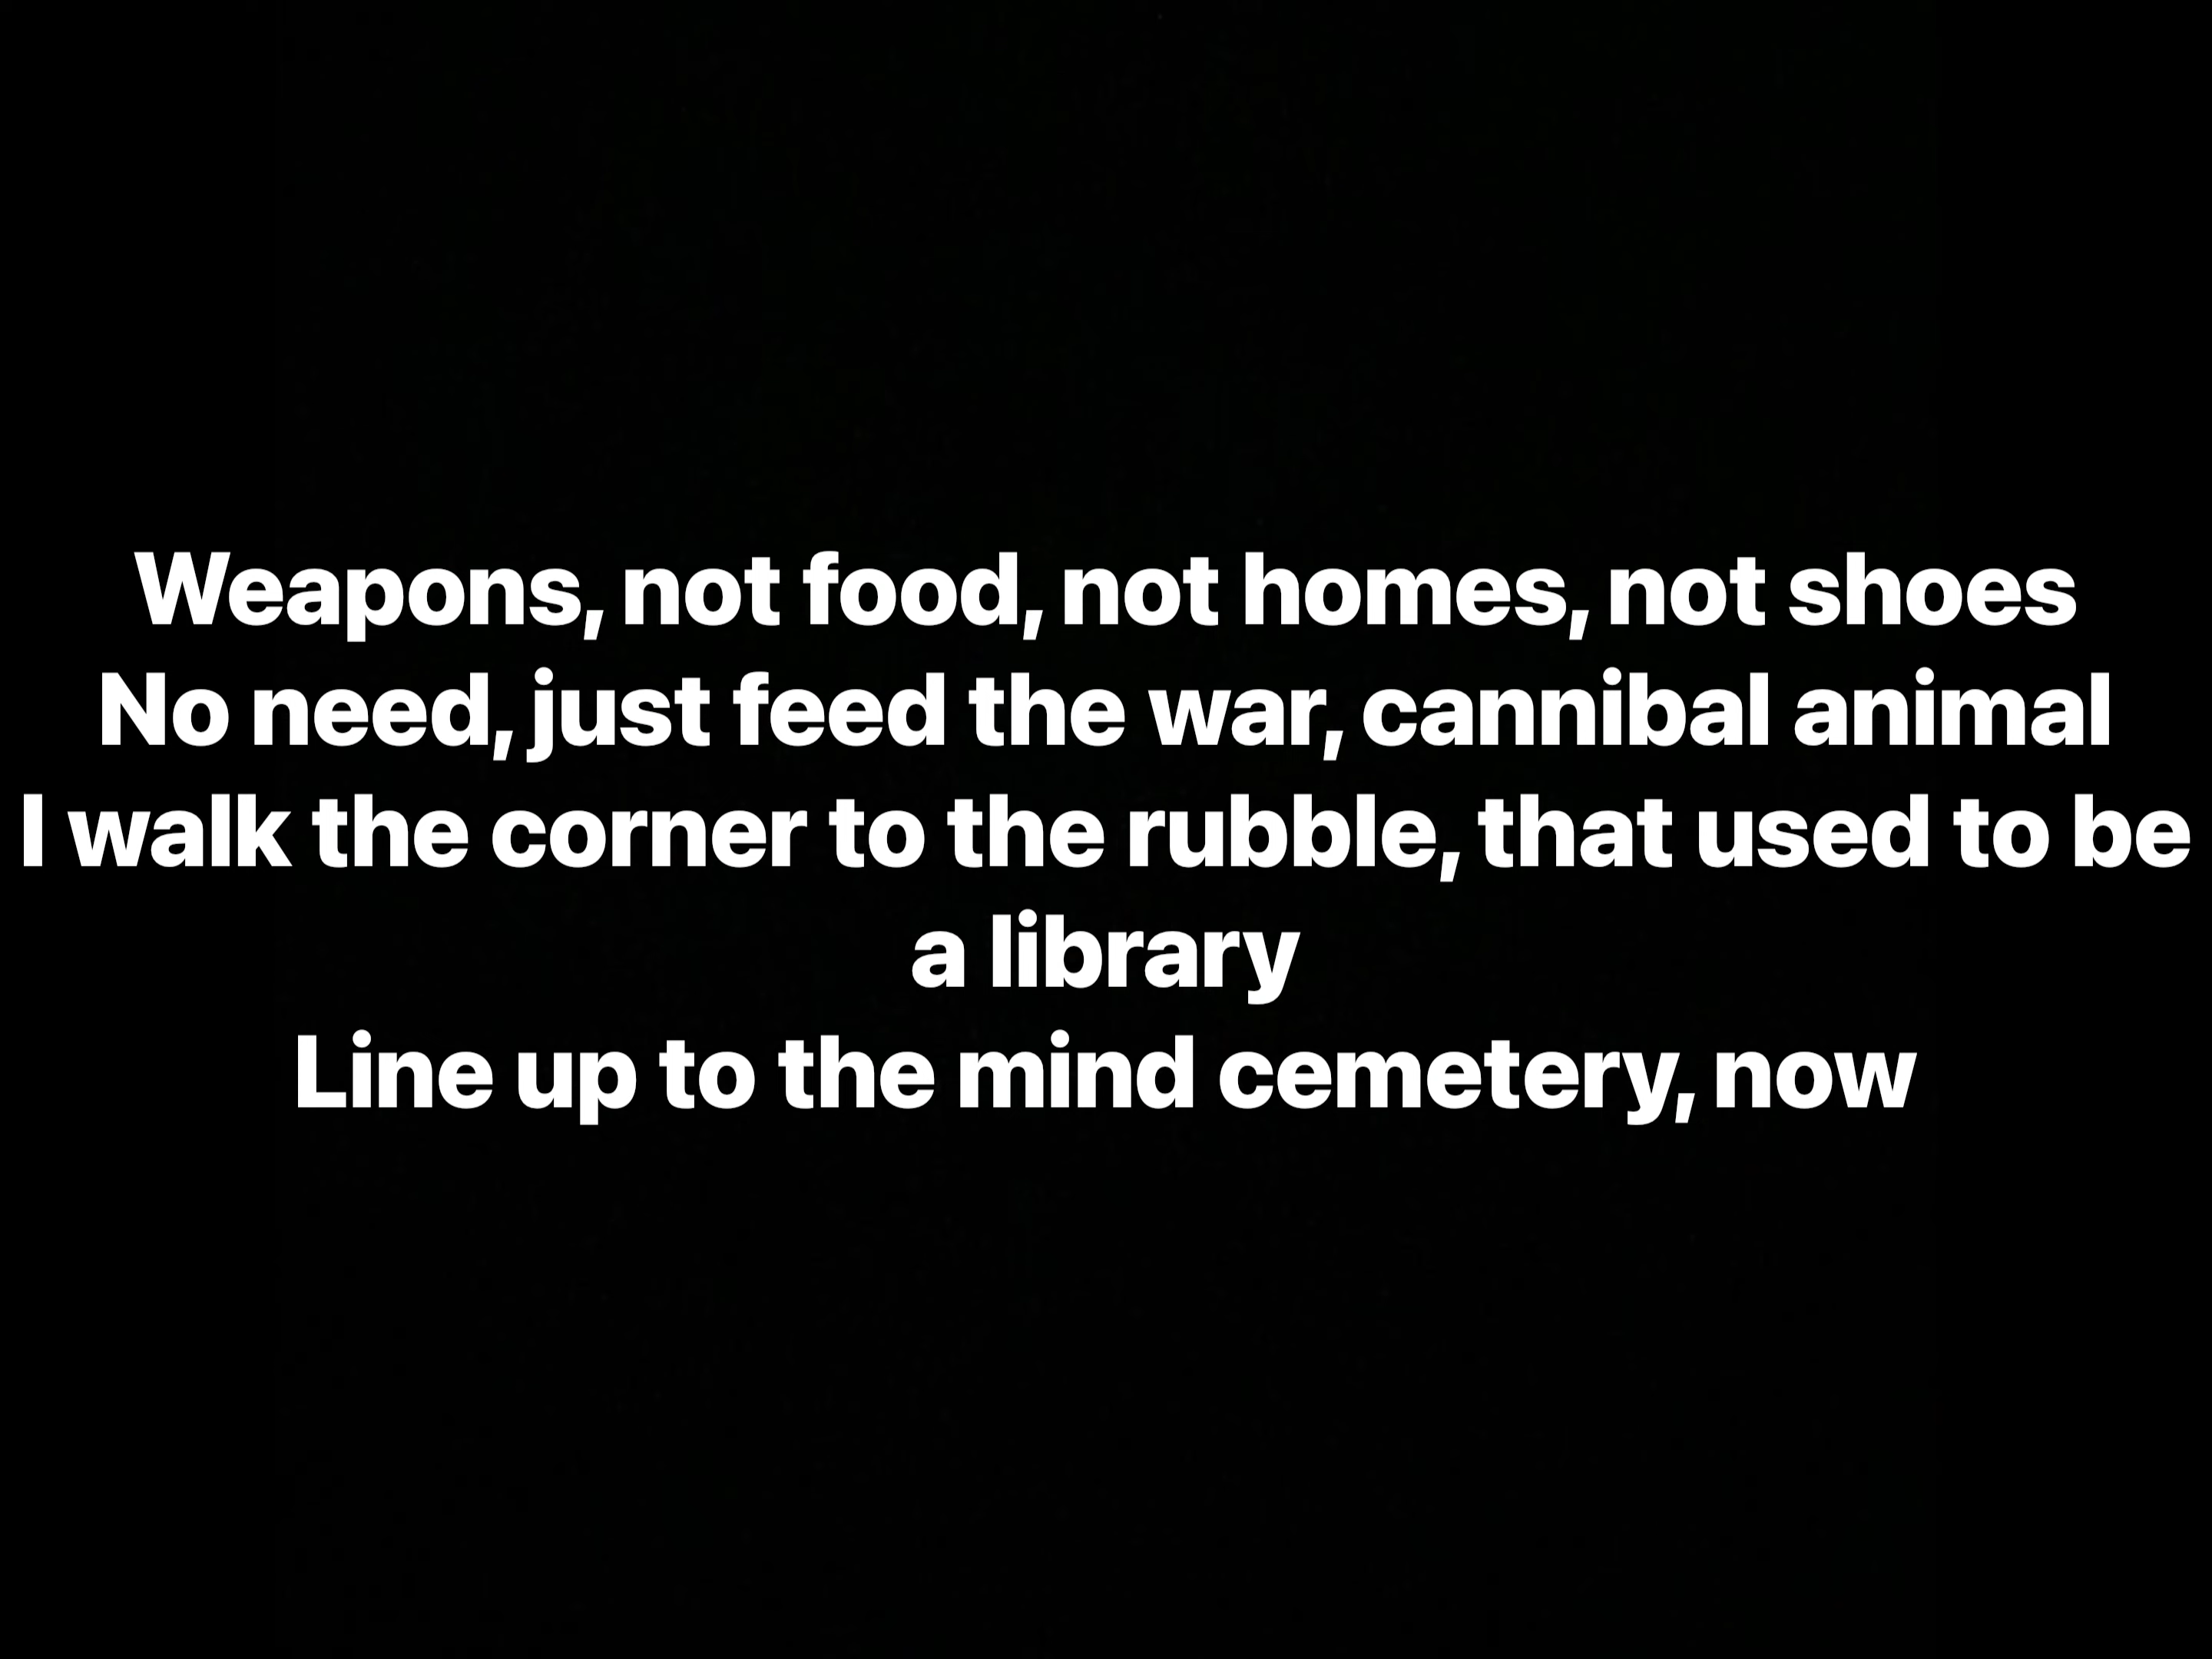 Weapons, not food, not homes, not shoes
No need, just feed the war, cannibal animal
I walk the corner to the rubble, that used to be
a library
Line up to the mind cemetery, now